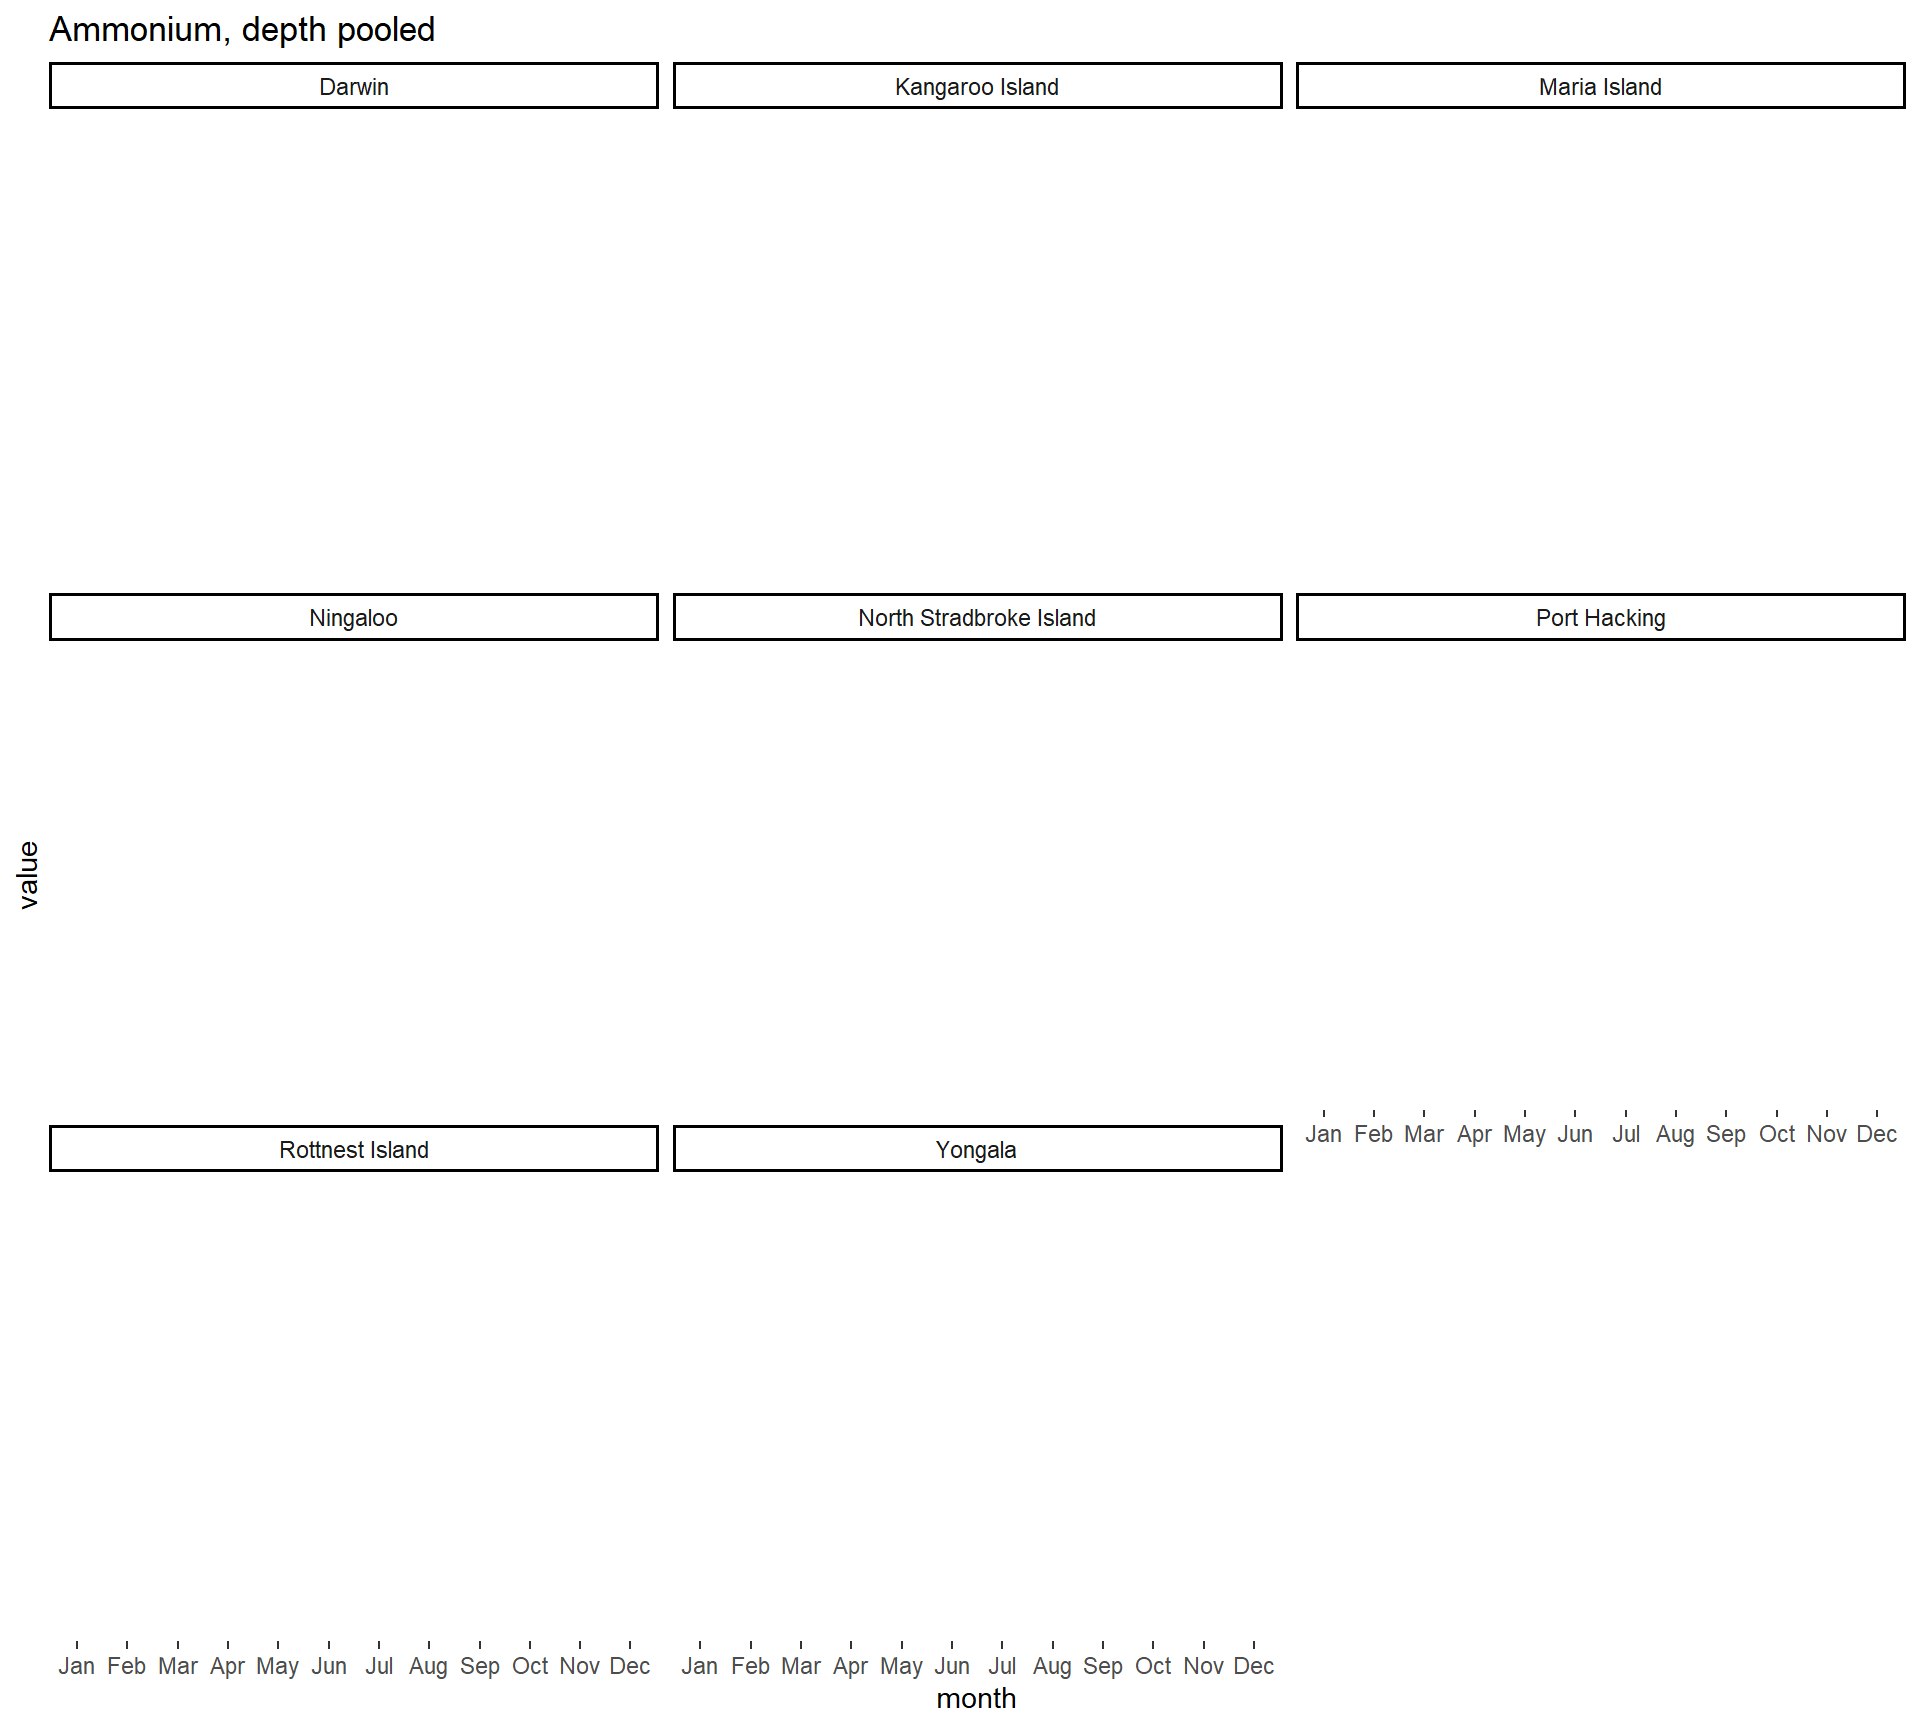 Ammonium, depth pooled
Darwin
Kangaroo Island
Maria Island
Ningaloo
North Stradbroke Island
Port Hacking
value
Jan Feb Mar Apr May Jun Jul Aug Sep Oct Nov Dec
Rottnest Island
Yongala
Jan Feb Mar Apr May Jun Jul Aug Sep Oct Nov Dec
Jan Feb Mar Apr May Jun Jul Aug Sep Oct Nov Dec
month